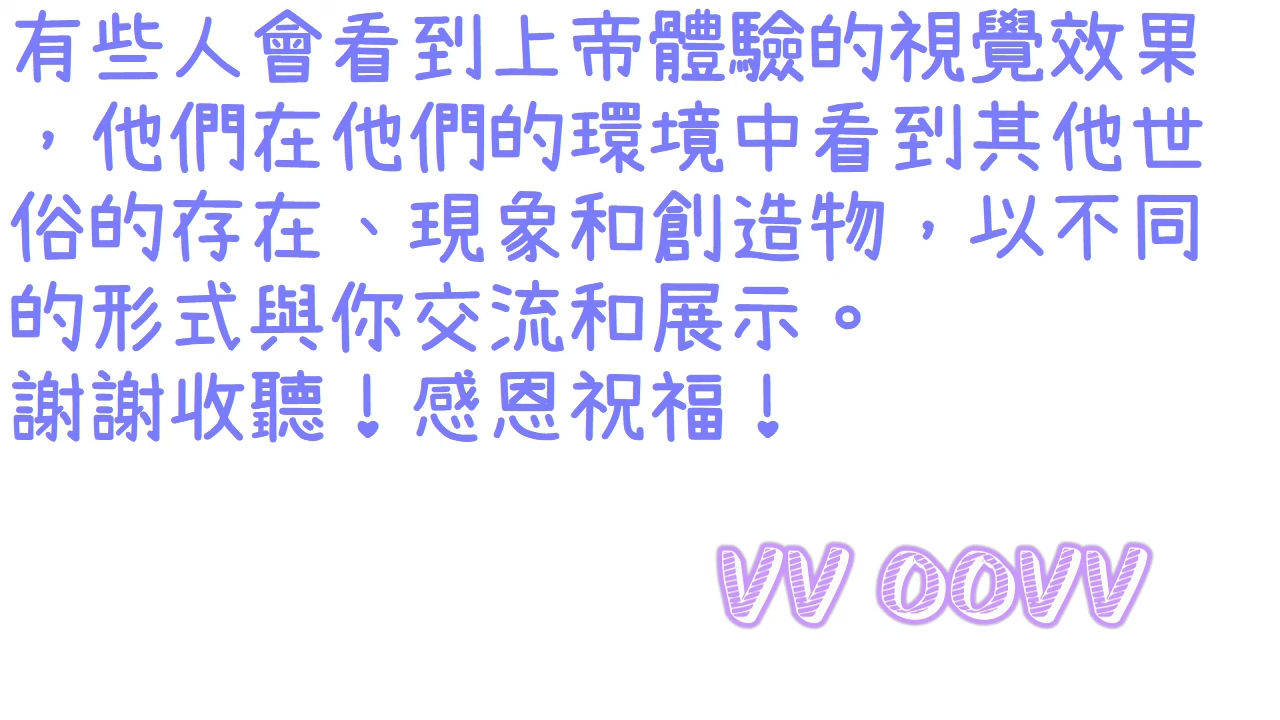 有些人會看到上帝體驗的視覺效果
，他們在他們的環境中看到其他世
俗的存在、現象和創造物，以不同
的形式與你交流和展示。
謝謝收聽！感恩祝福！
VV OOVV